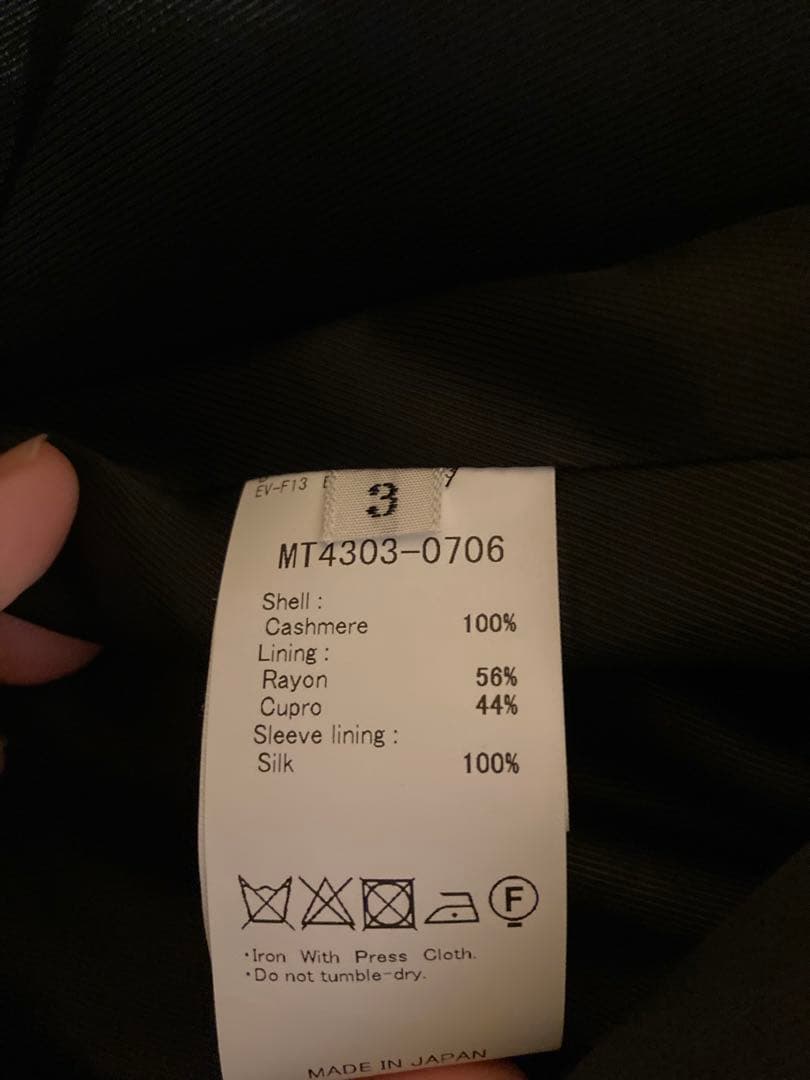 EV-F13
3
MT4303-0706
Shell :
Cashmere 100%
Lining :
Rayon 56%
Cupro 44%
Sleeve lining :
Silk 100%
F
·Iron With Press Cloth.
·Do not tumble-dry.
MADE IN JAPAN